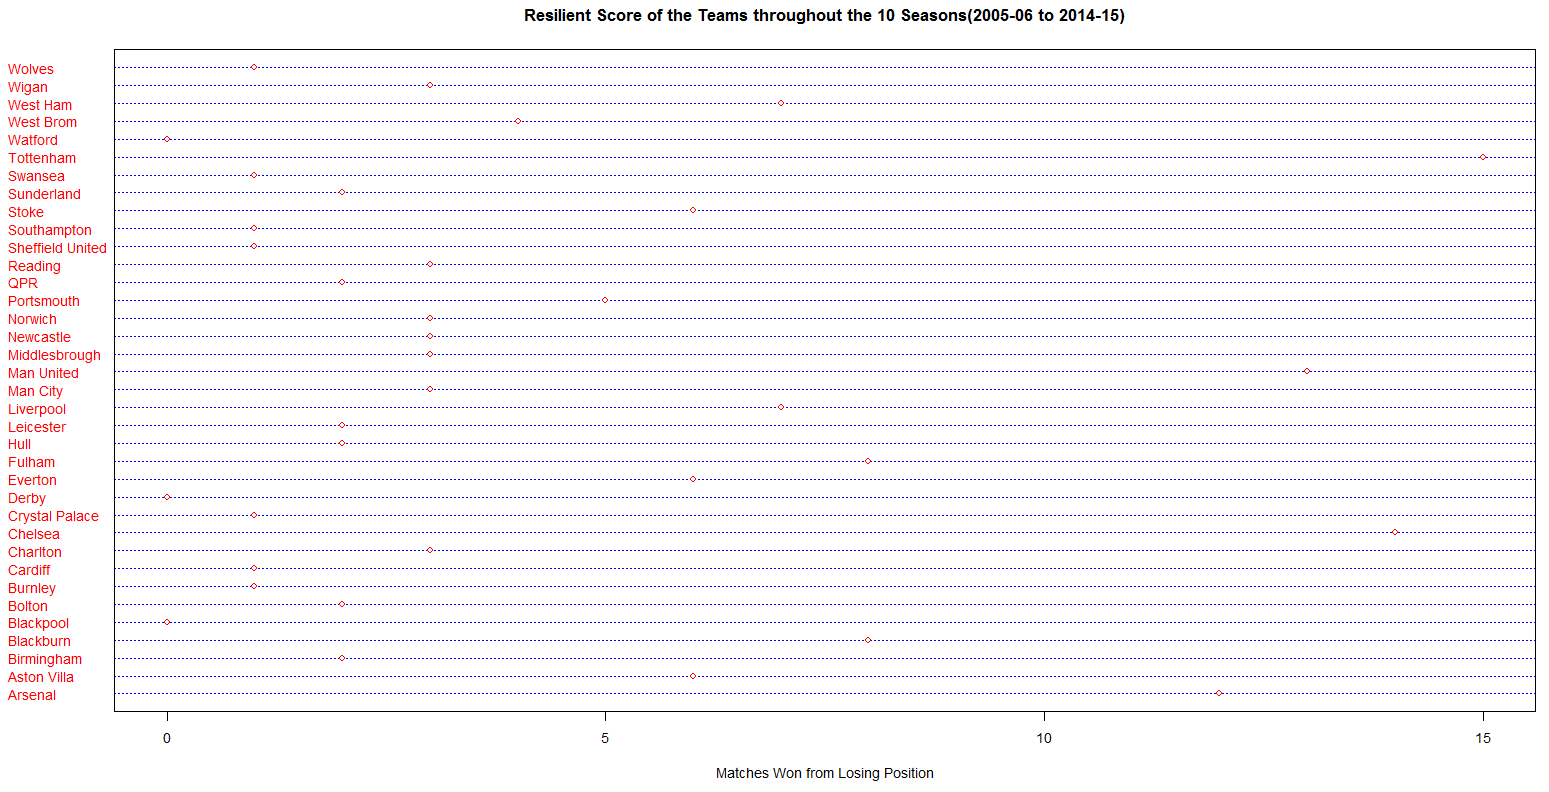 Resilient Score of the Teams throughout the 10 Seasons(2005-06 to 2014-15)
Wolves
Wigan
West Ham
West Brom
Watford
Tottenham
Swansea
Sunderland
Stoke
Southampton
Sheffield United
Reading
QPR
Portsmouth
Norwich
Newcastle
Middlesbrough
Man United
Man City
Liverpool
Leicester
Hull
Fulham
Everton
Derby
Crystal Palace
Chelsea
Charlton
Cardiff
Burnley
Bolton
Blackpool
Blackburn
Birmingham
Aston Villa
Arsenal
0 5 10 15
Matches Won from Losing Position